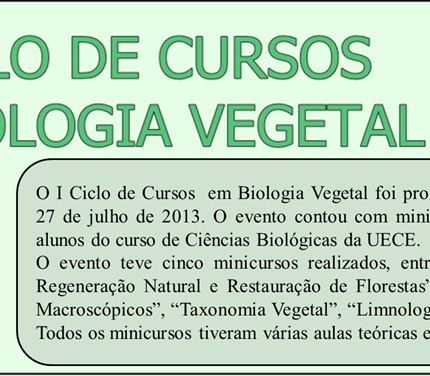 LO DE CURSOS
OLOGIA VEGETAL
O I Ciclo de Cursos em Biologia Vegetal foi pro
27 de julho de 2013. O evento contou com mini
alunos do curso de Ciências Biológicas da UECE.
O evento teve cinco minicursos realizados, entr
Regeneração Natural e Restauração de Florestas”
Macroscópicos”, “Taxonomia Vegetal”, “Limnolog
Todos os minicursos tiveram várias aulas teóricas e